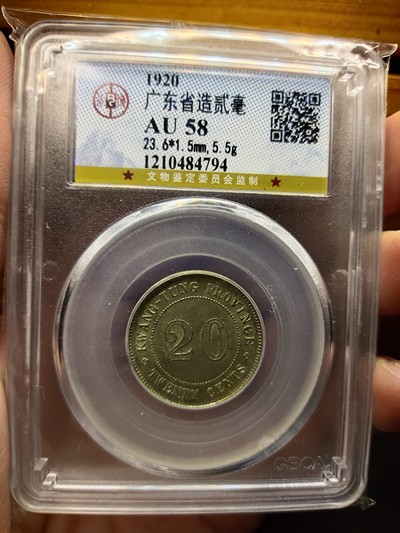 1920
广东省造贰毫
AU 58
23.6*1.5mm,5.5g
1210484794
★ 文物鉴定委员会监制 ★
KWANG-TUNG PROVINCE
20
TWENTY CENTS
GBCA